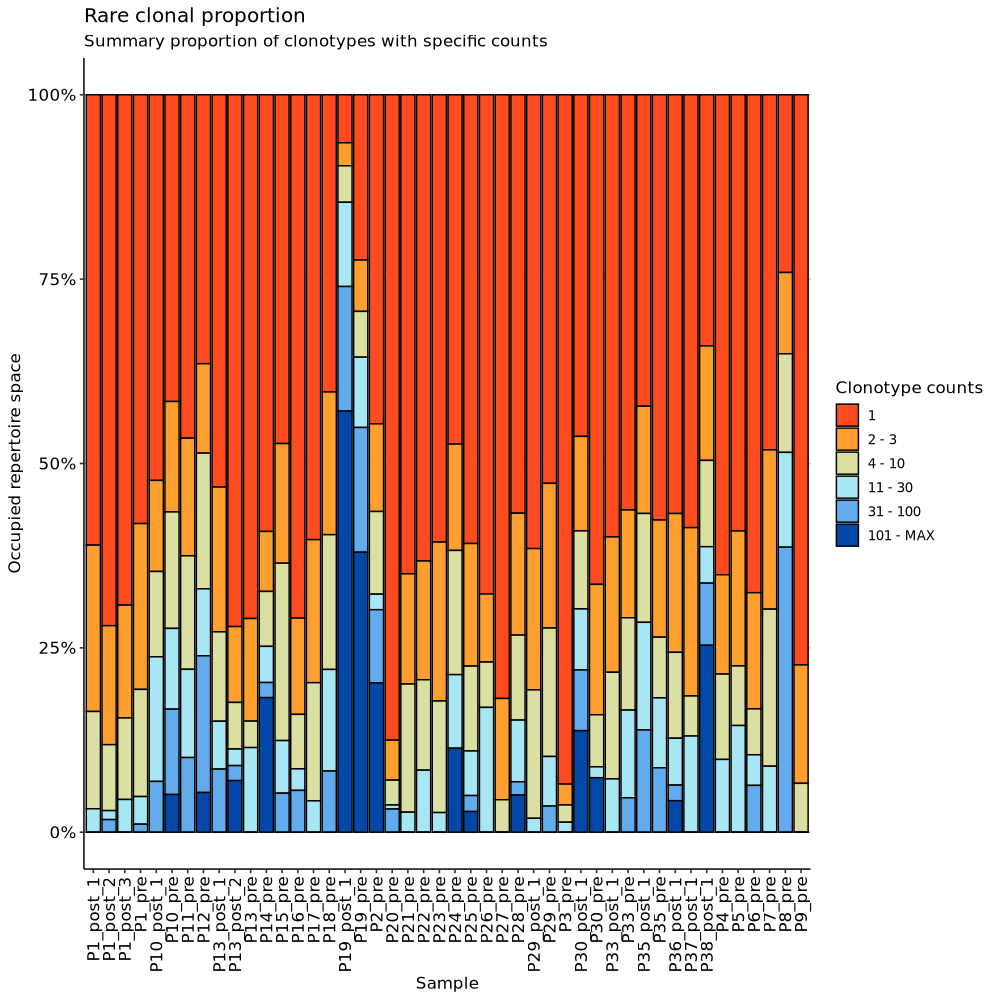 Rare clonal proportion
Summary proportion of clonotypes with specific counts
100%
75%
50%
25%
0%
Occupied repertoire space
P1_post_1
P1_post_2
P1_post_3
P1_pre
P10_post_1
P10_pre
P11_pre
P12_pre
P13_post_1
P13_post_2
P13_pre
P14_pre
P15_pre
P16_pre
P17_pre
P18_pre
P19_post_1
P19_pre
P2_pre
P20_pre
P21_pre
P22_pre
P23_pre
P24_pre
P25_pre
P26_pre
P27_pre
P28_pre
P29_post_1
P29_pre
P3_pre
P30_post_1
P30_pre
P33_post_1
P33_pre
P35_post_1
P35_pre
P36_post_1
P37_post_1
P38_post_1
P4_pre
P5_pre
P6_pre
P7_pre
P8_pre
P9_pre
Sample
Clonotype counts
1
2 - 3
4 - 10
11 - 30
31 - 100
101 - MAX